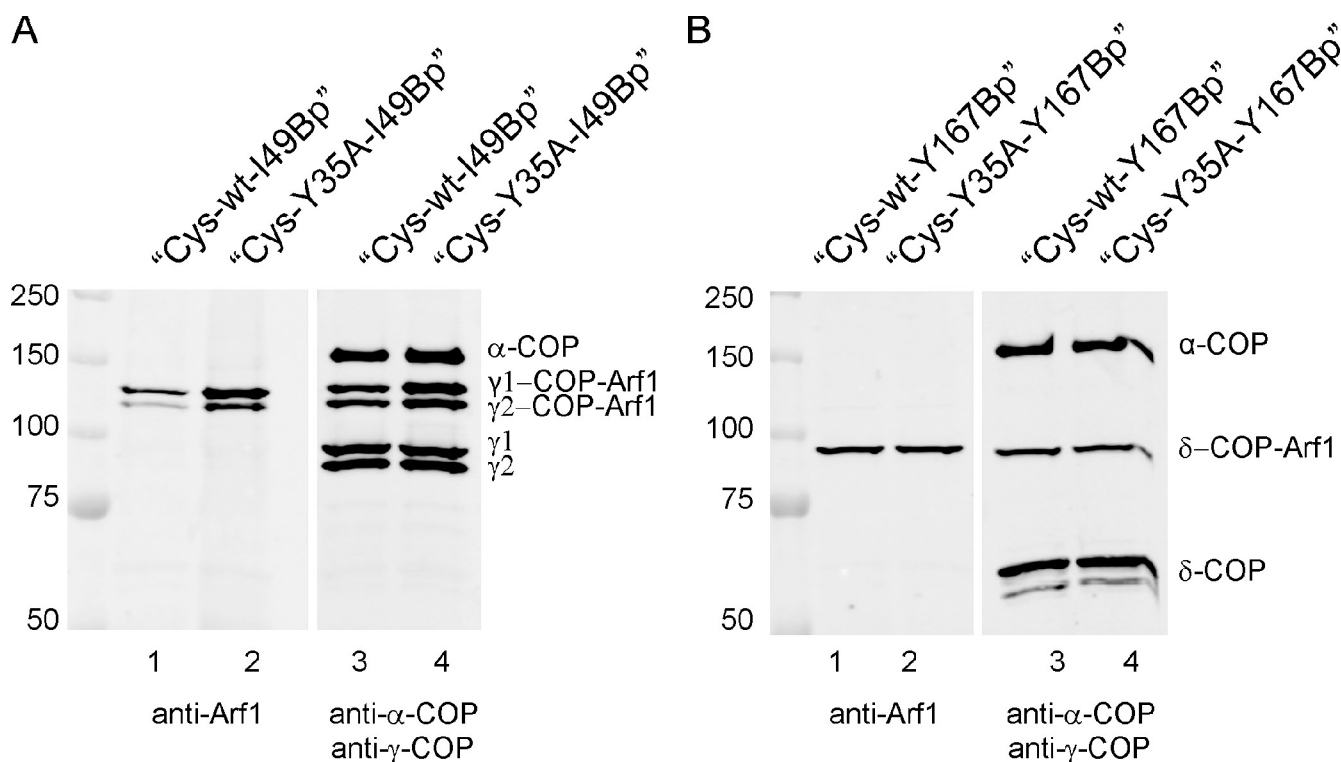 A
"Cys-wt-I49Bp"
"Cys-Y35A-I49Bp"
"Cys-wt-I49Bp"
"Cys-Y35A-I49Bp"
250
150
100
75
50
α-COP
γ1–COP-Arf1
γ2–COP-Arf1
γ1
γ2
1 2 3 4
anti-Arf1
anti-α-COP
anti-γ-COP
B
"Cys-wt-Y167Bp"
"Cys-Y35A-Y167Bp"
"Cys-wt-Y167Bp"
"Cys-Y35A-Y167Bp"
250
150
100
75
50
α-COP
δ–COP-Arf1
δ-COP
1 2 3 4
anti-Arf1
anti-α-COP
anti-γ-COP